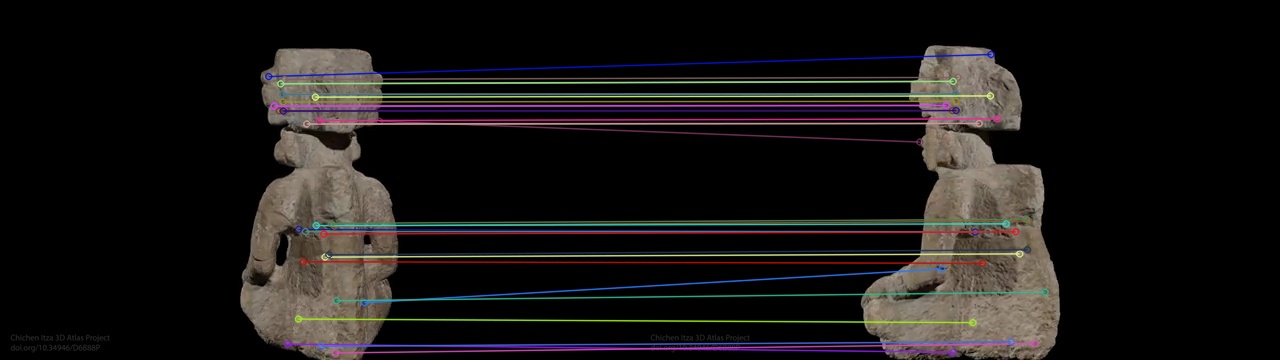 Chichen Itza 3D Atlas Project
doi.org/10.34946/D6B88P
Chichen Itza 3D Atlas Project